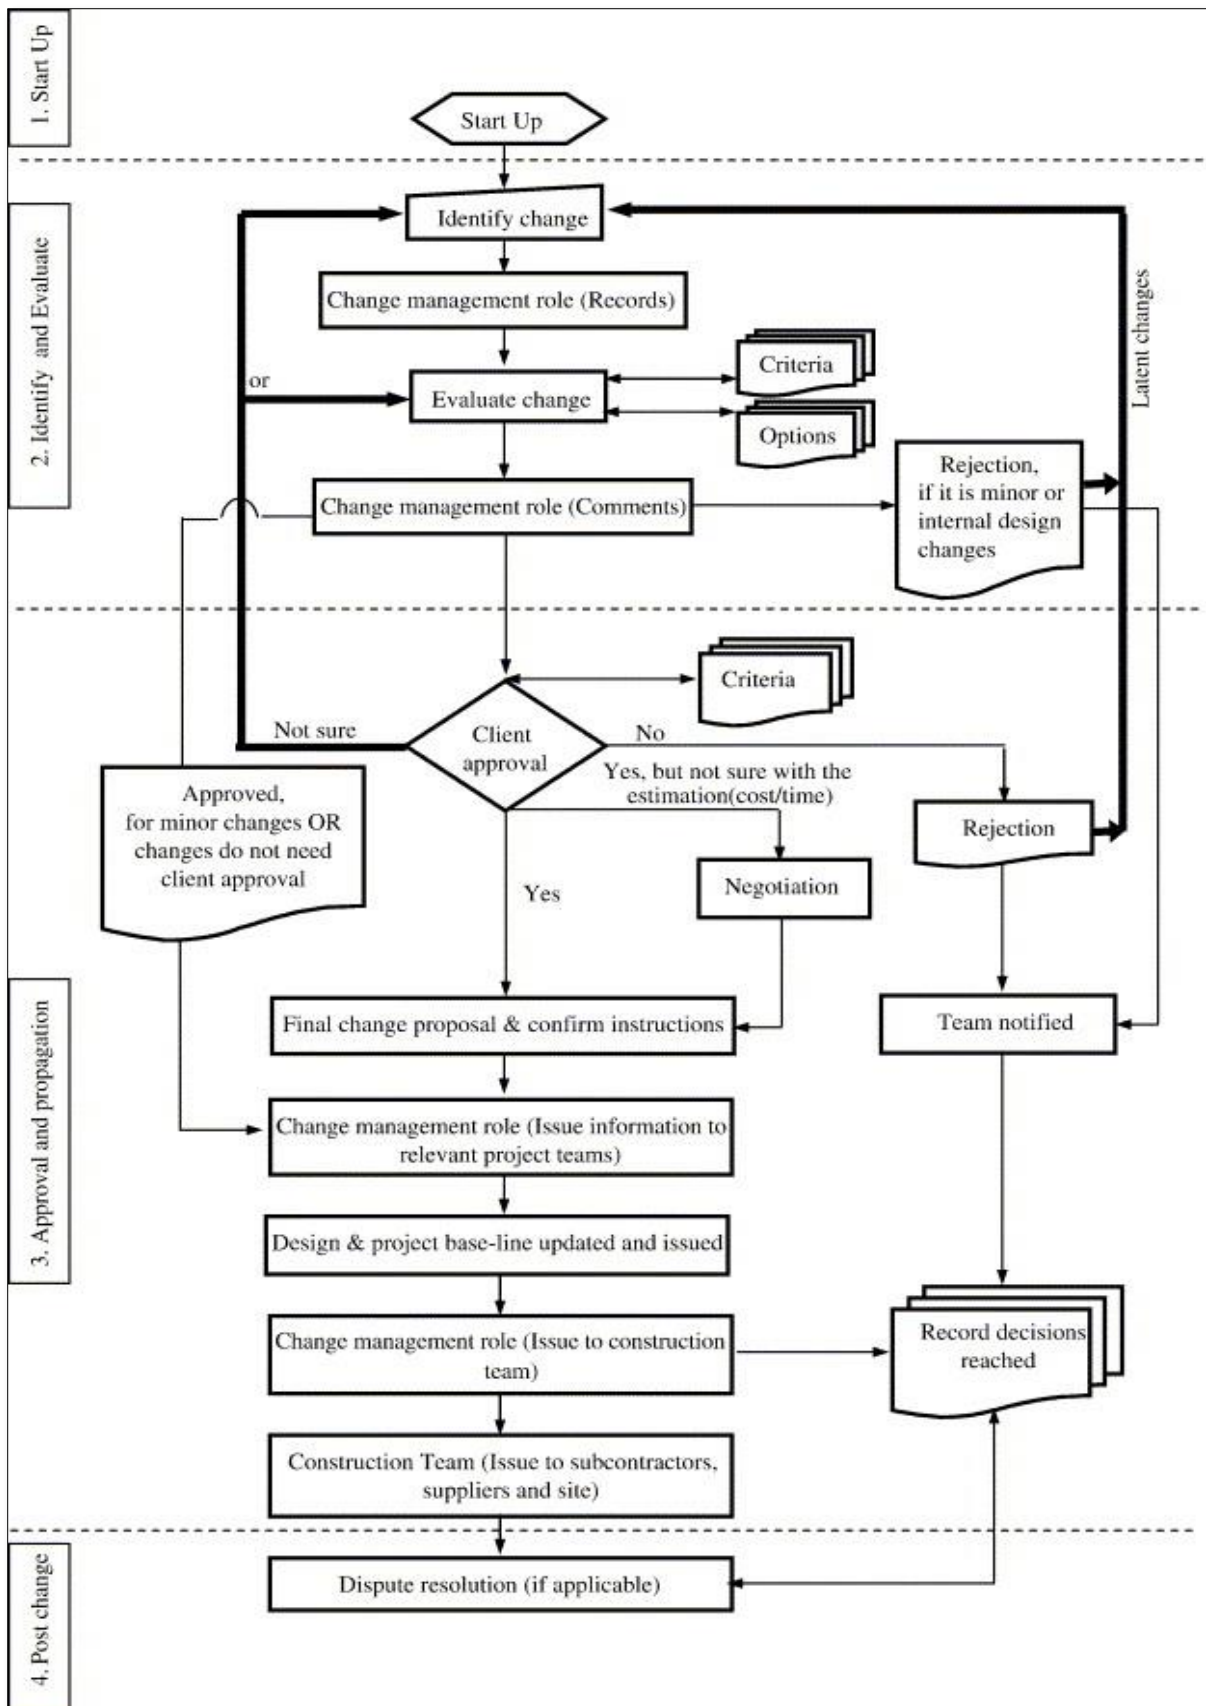 1. Start Up
Start Up
2. Identify and Evaluate
Identify change
Change management role (Records)
Latent changes
or
Evaluate change
Criteria
Options
Change management role (Comments)
Rejection,
if it is minor or
internal design
changes
3. Approval and propagation
Criteria
Not sure
Client
approval
No
Yes, but not sure with the
estimation(cost/time)
Approved,
for minor changes OR
changes do not need
client approval
Rejection
Yes
Negotiation
Final change proposal & confirm instructions
Team notified
Change management role (Issue information to
relevant project teams)
Design & project base-line updated and issued
Change management role (Issue to construction
team)
Record decisions
reached
Construction Team (Issue to subcontractors,
suppliers and site)
4. Post change
Dispute resolution (if applicable)